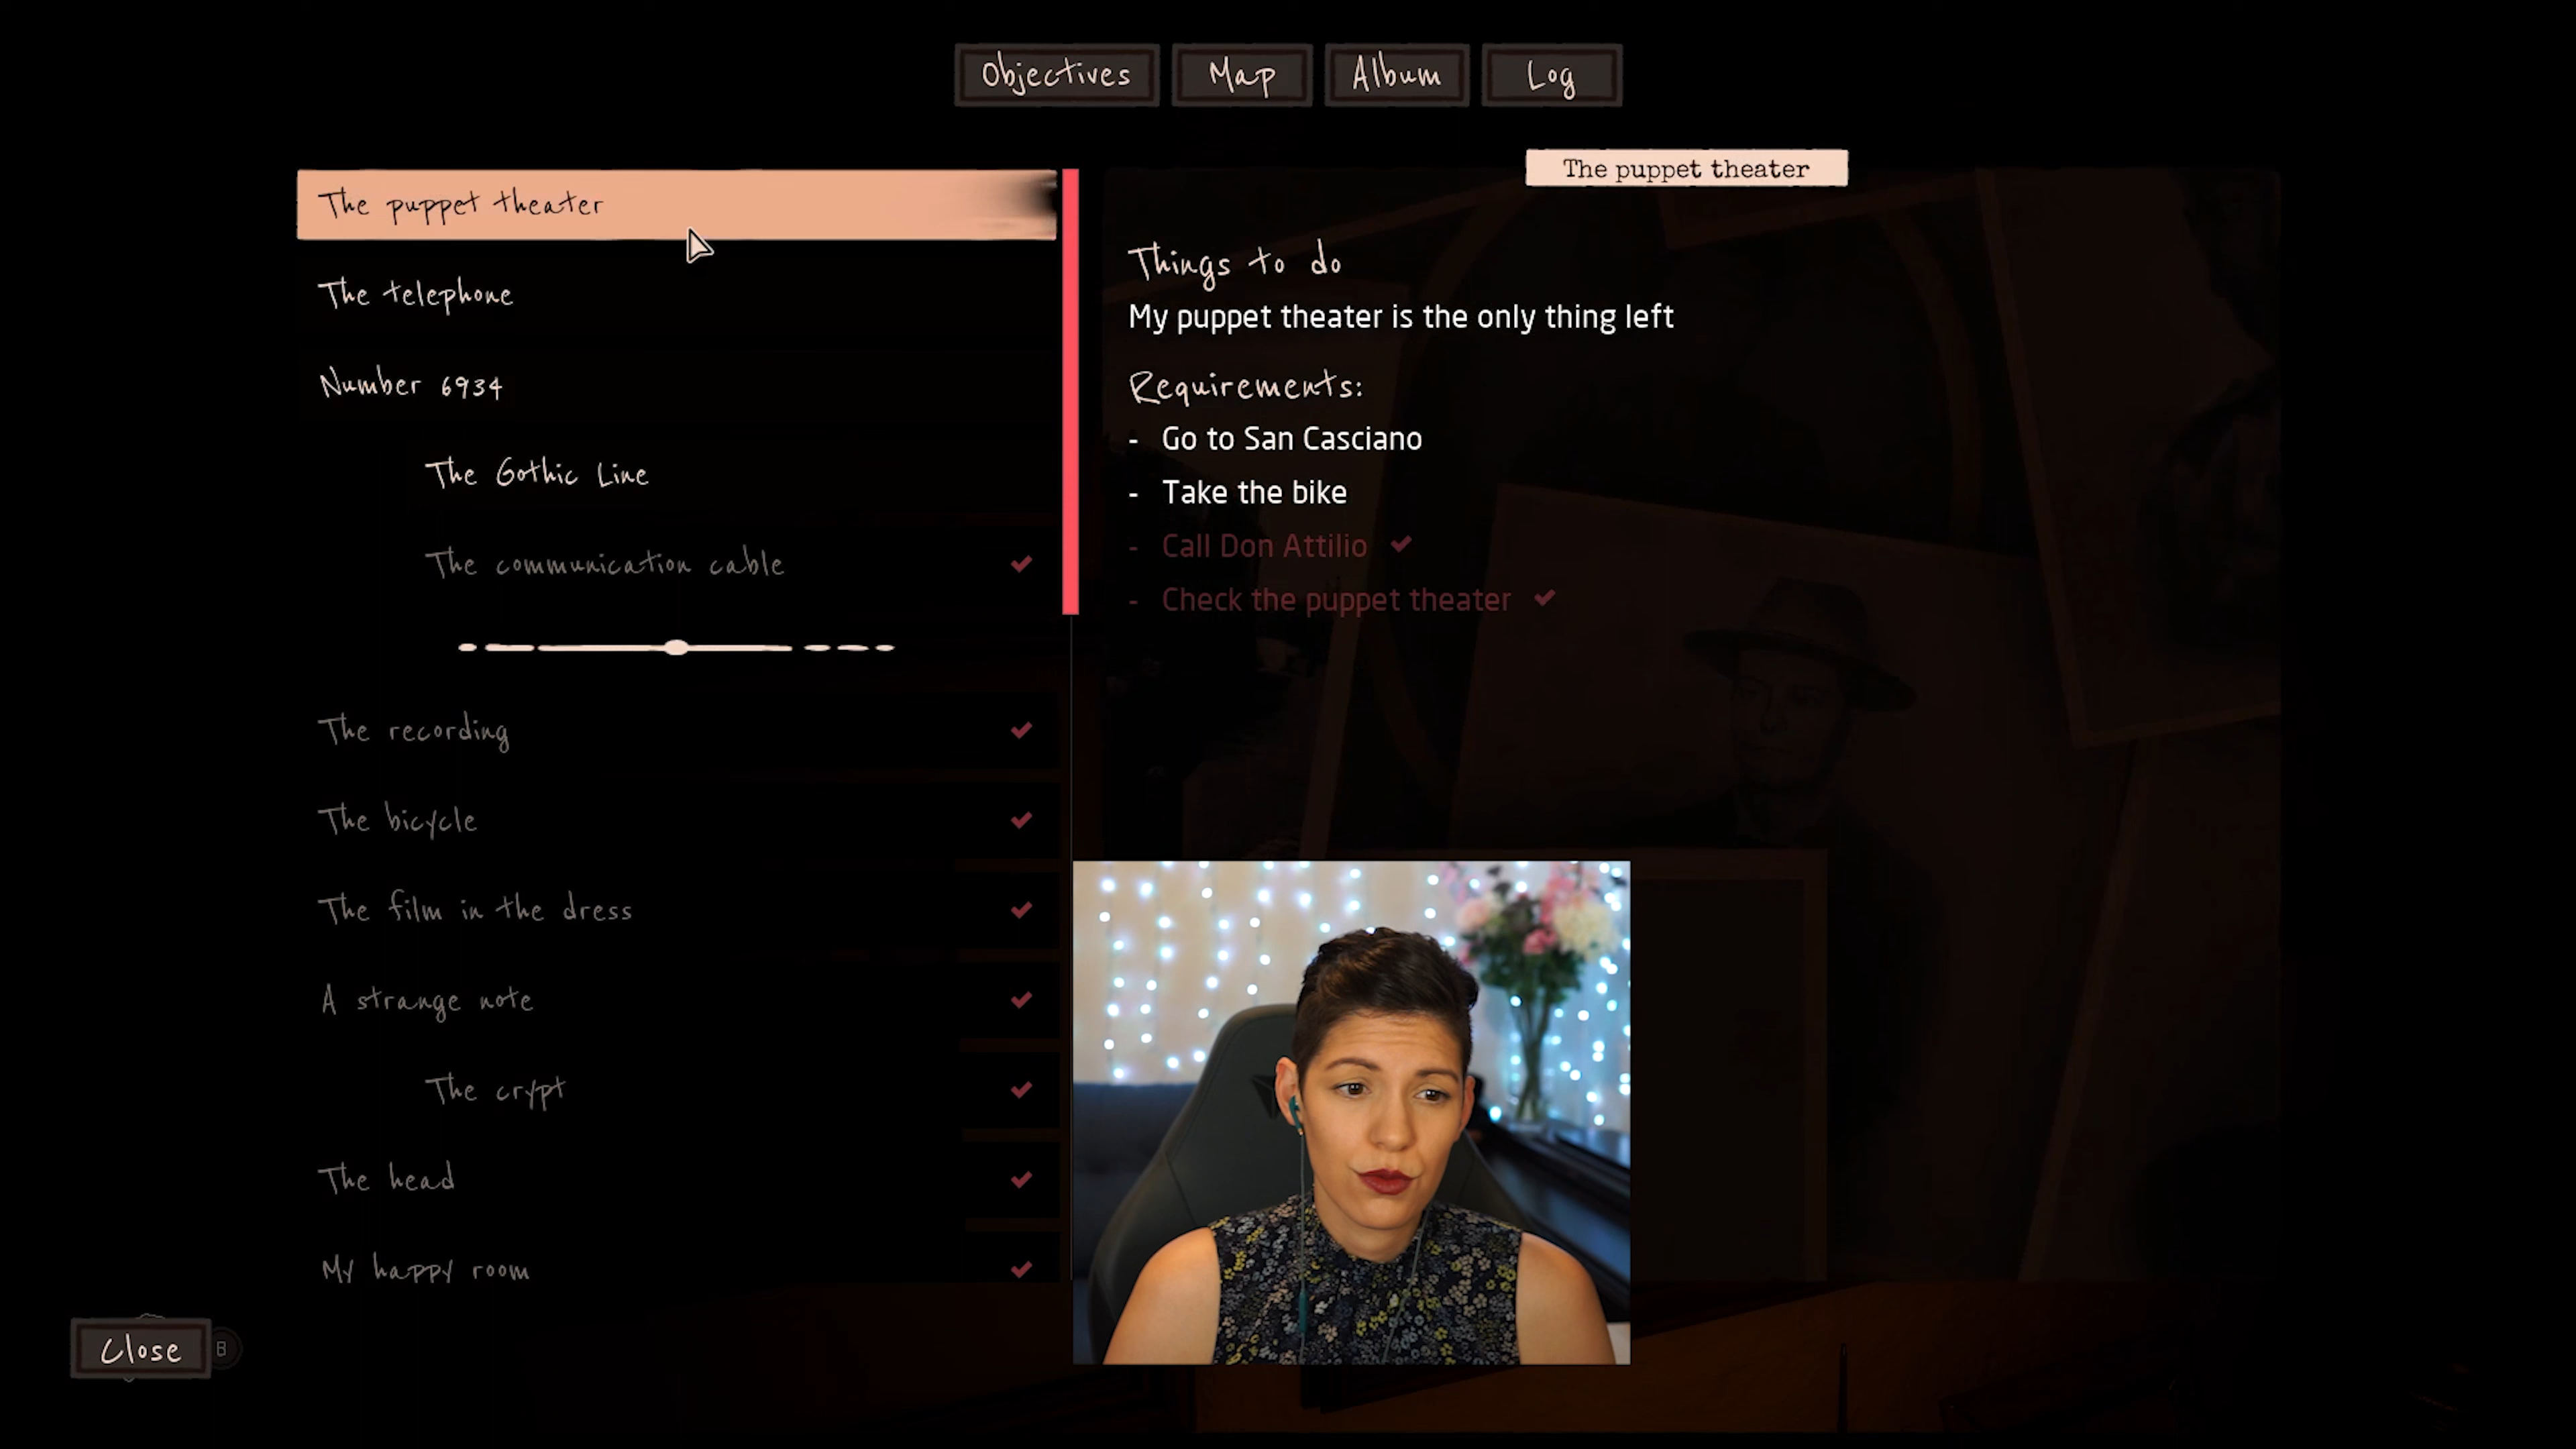 Objectives
Map
Album
Log
The puppet theater
The telephone
Number 6934
The Gothic Line
The communication cable
The recording
The bicycle
The film in the dress
A strange note
The crypt
The head
My happy room
The puppet theater
Things to do
My puppet theater is the only thing left
Requirements:
- Go to San Casciano
- Take the bike
- Call Don Attilio
- Check the puppet theater
Close B